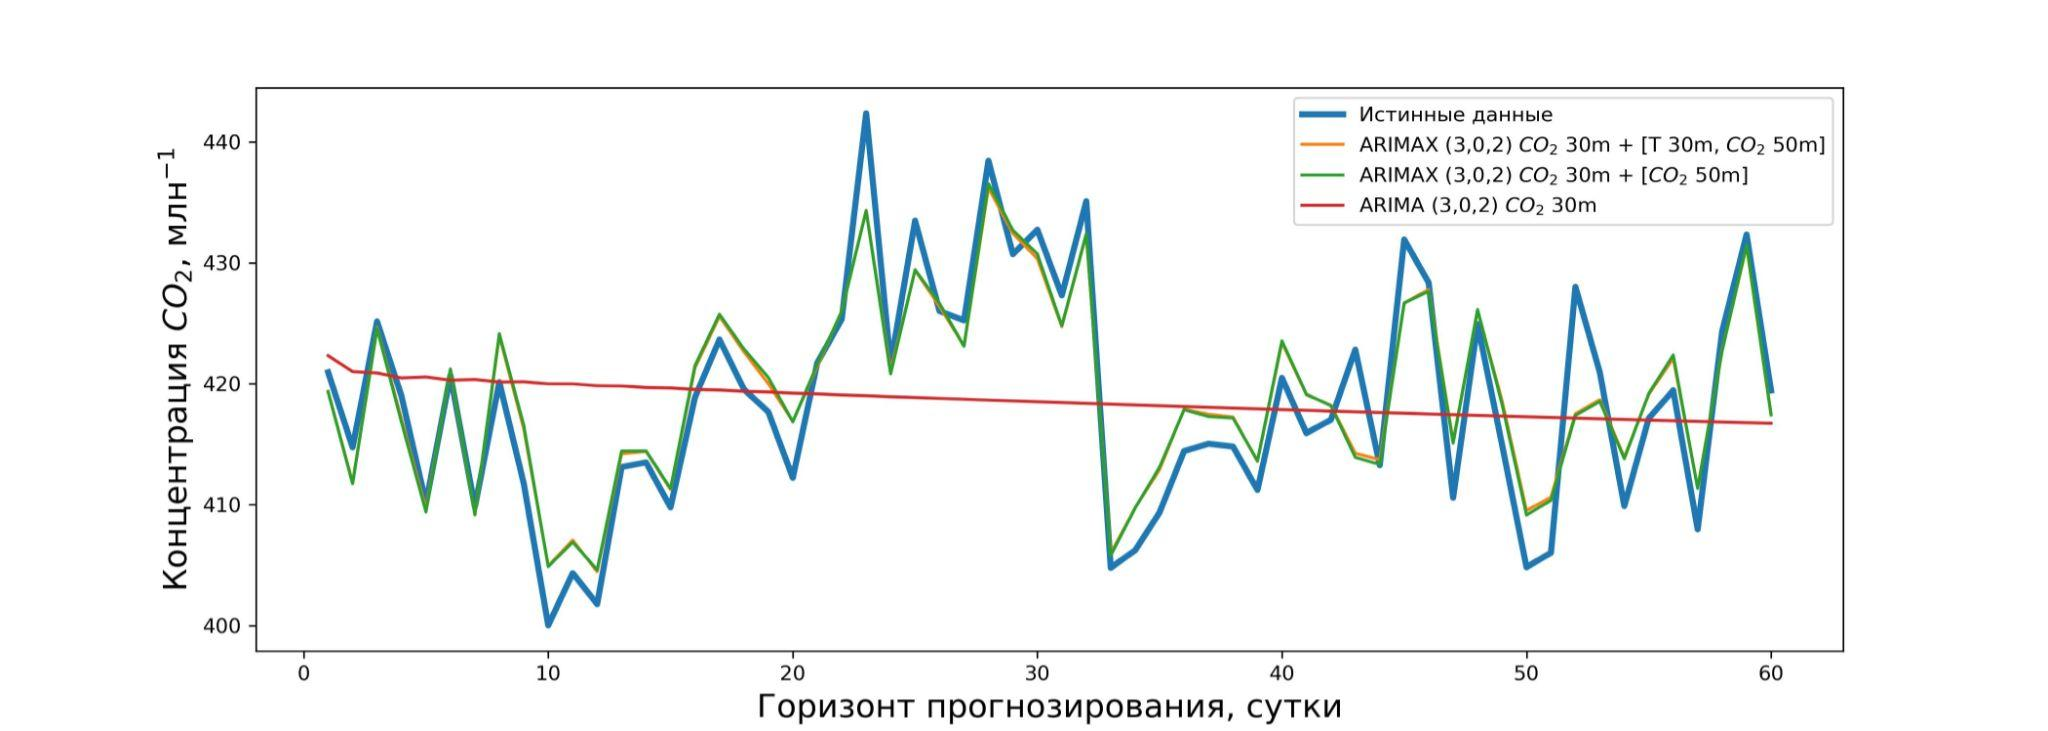 Концентрация CO₂, млн⁻¹
440
430
420
410
400
Истинные данные
ARIMAX (3,0,2) CO₂ 30m + [T 30m, CO₂ 50m]
ARIMAX (3,0,2) CO₂ 30m + [CO₂ 50m]
ARIMA (3,0,2) CO₂ 30m
0 10 20 30 40 50 60
Горизонт прогнозирования, сутки